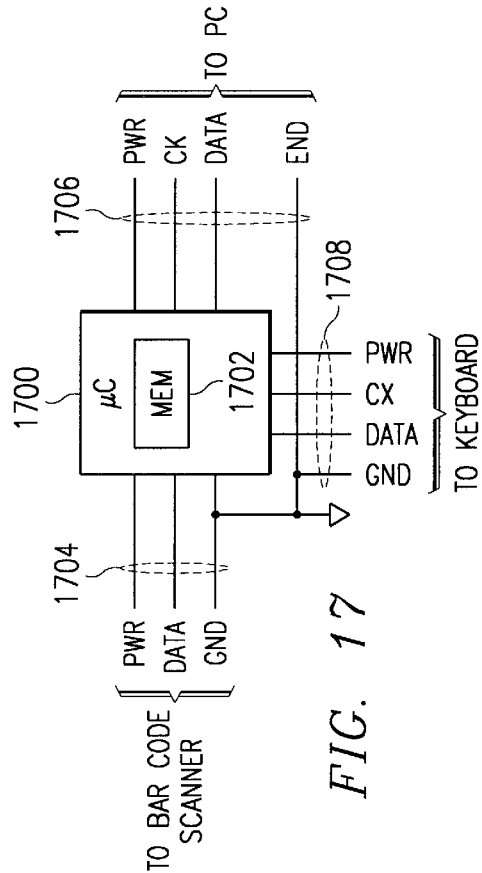 1700
1706
μC
MEM
1702
PWR
CK
DATA
END
TO PC
1704
PWR
DATA
GND
TO BAR CODE
SCANNER
1708
PWR
CX
DATA
GND
TO KEYBOARD
FIG. 17